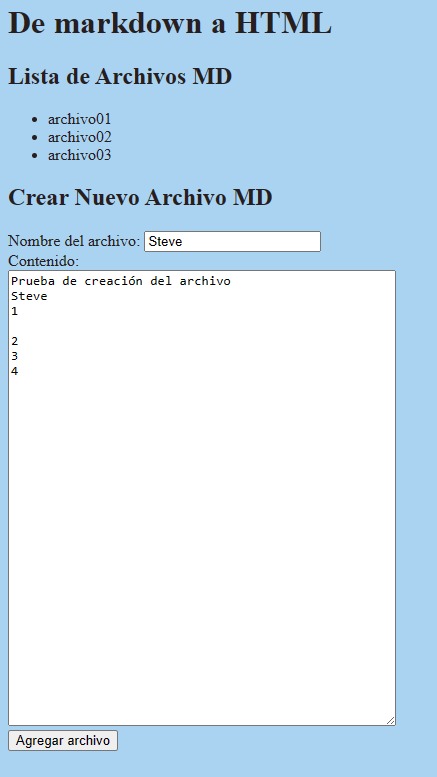 De markdown a HTML
Lista de Archivos MD
archivo01
archivo02
archivo03
Crear Nuevo Archivo MD
Nombre del archivo: Steve
Contenido:
Prueba de creación del archivo
Steve
1
2
3
4
Agregar archivo